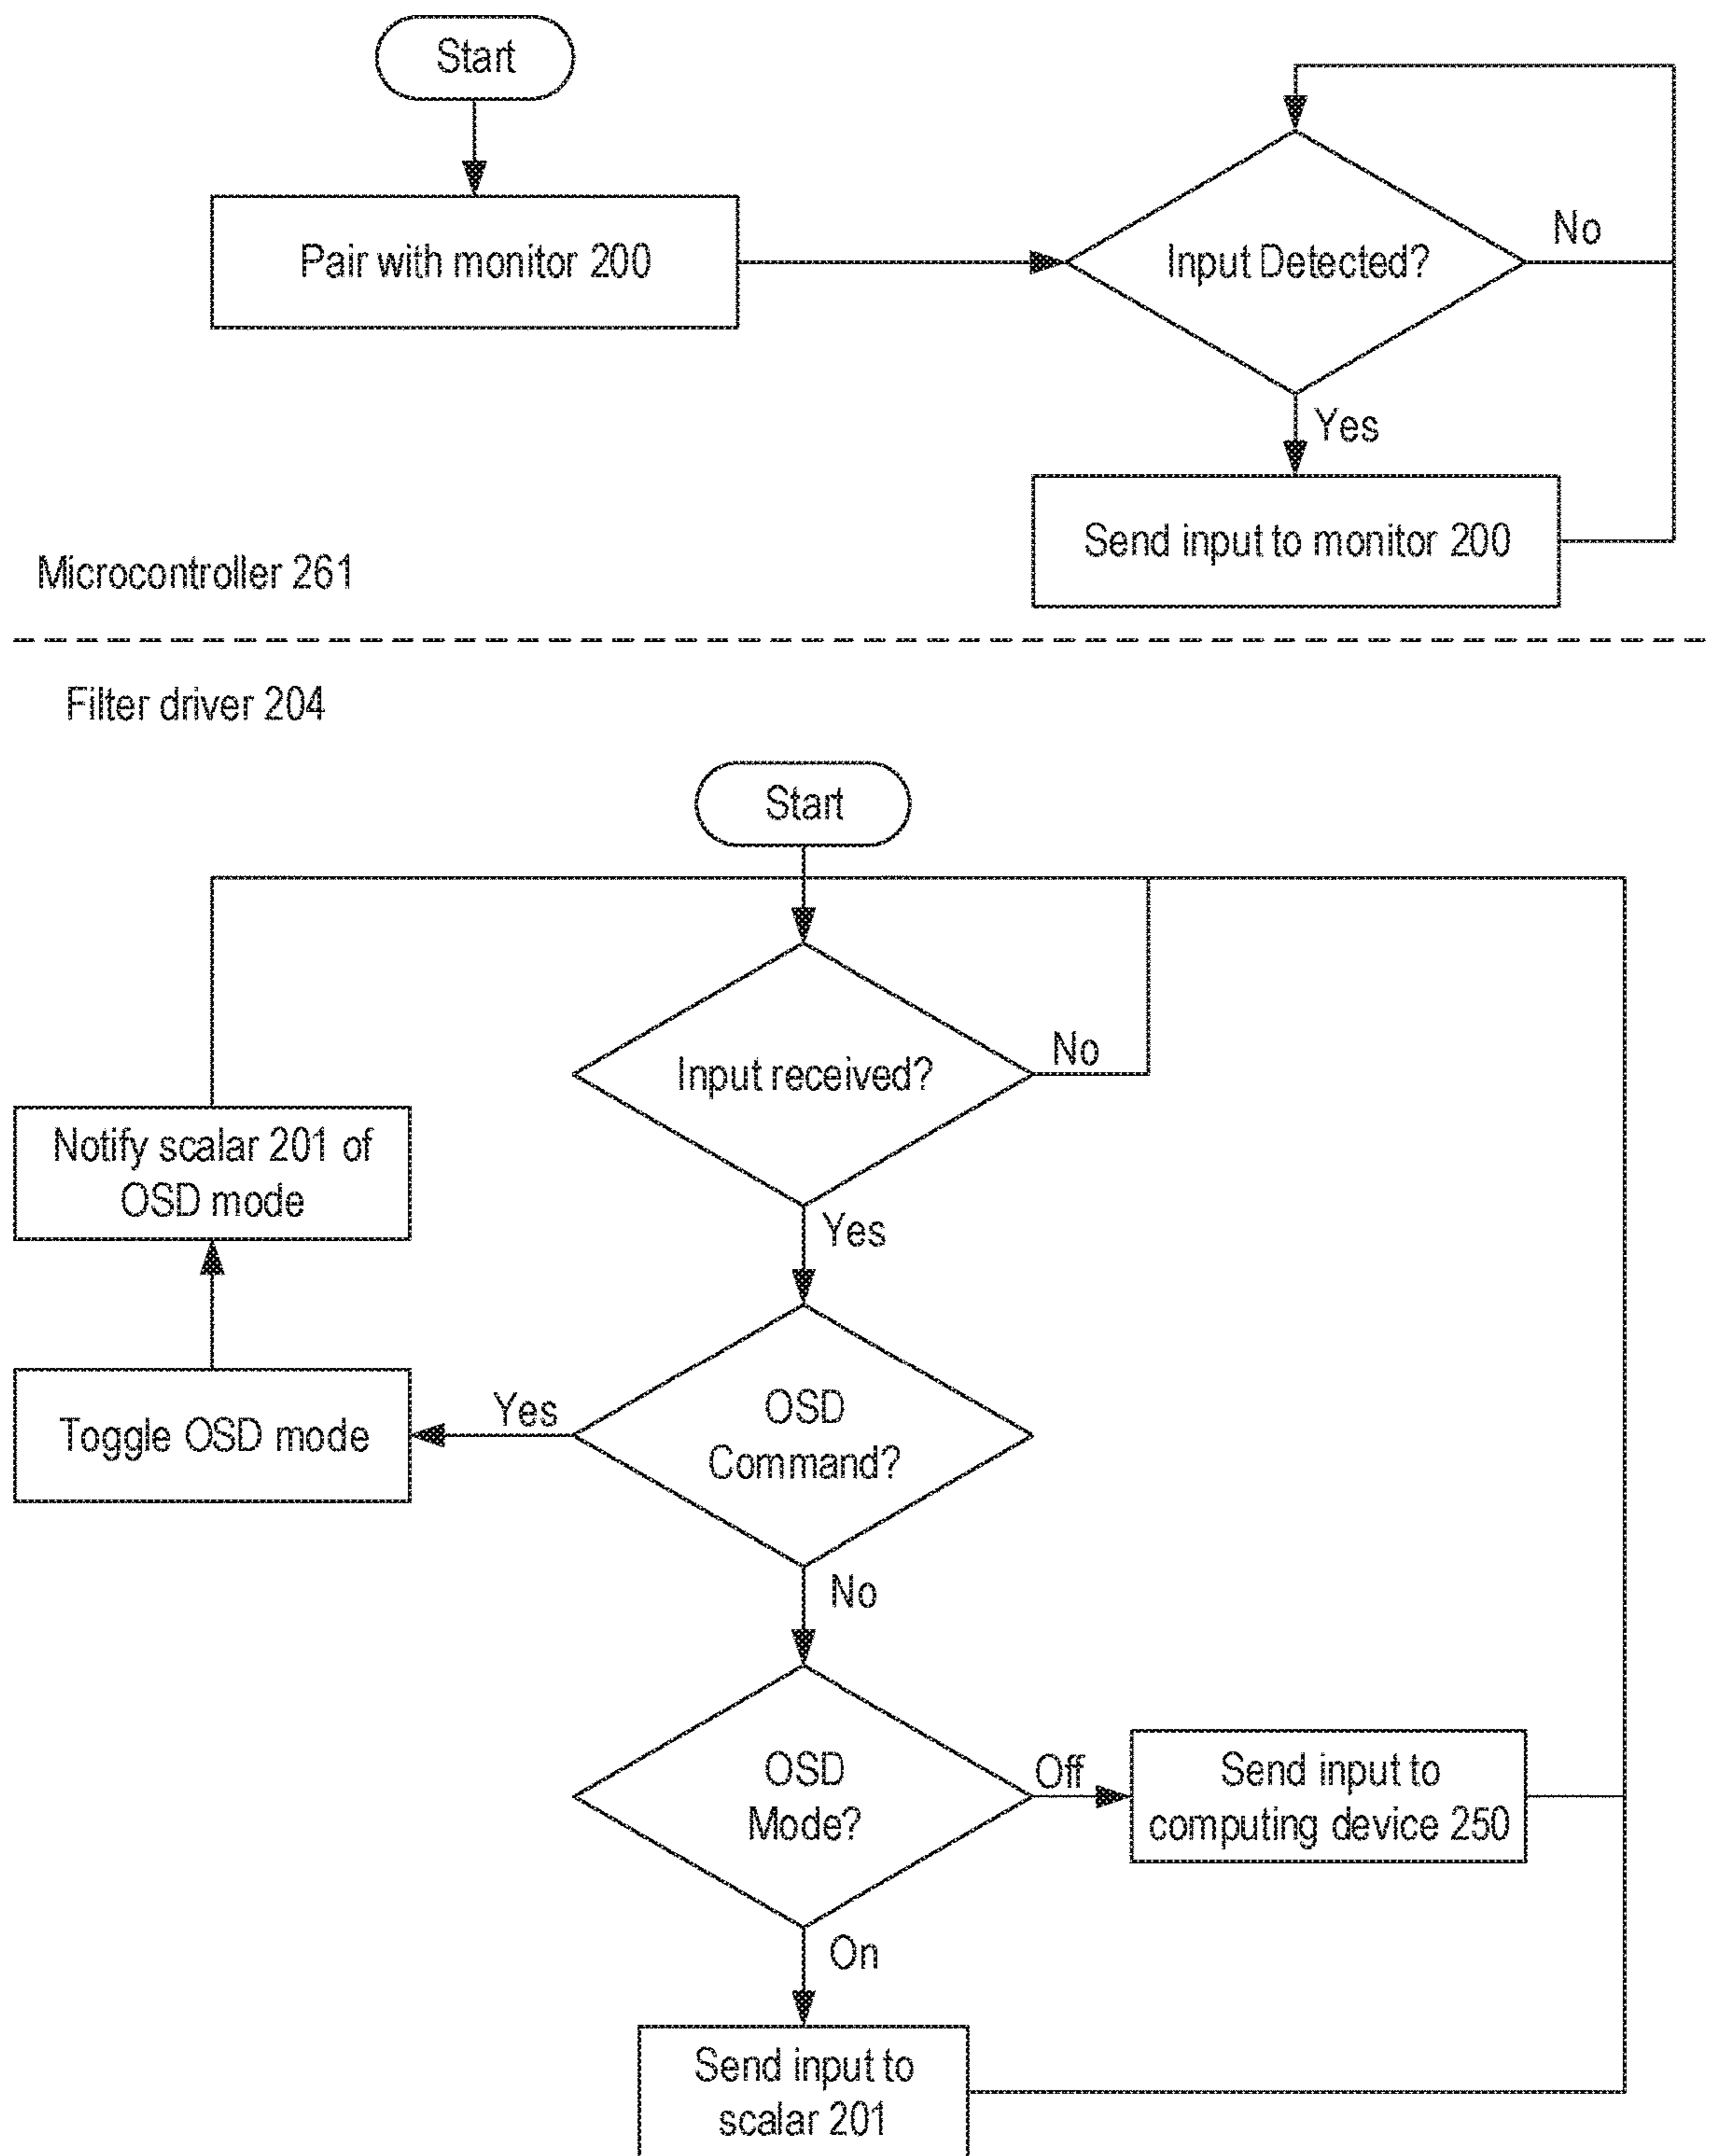 Start
Pair with monitor 200
Input Detected?
No
Yes
Send input to monitor 200
Microcontroller 261
Filter driver 204
Start
Input received?
No
Notify scalar 201 of
OSD mode
Yes
Toggle OSD mode
Yes
OSD
Command?
No
OSD
Mode?
Off
Send input to
computing device 250
On
Send input to
scalar 201